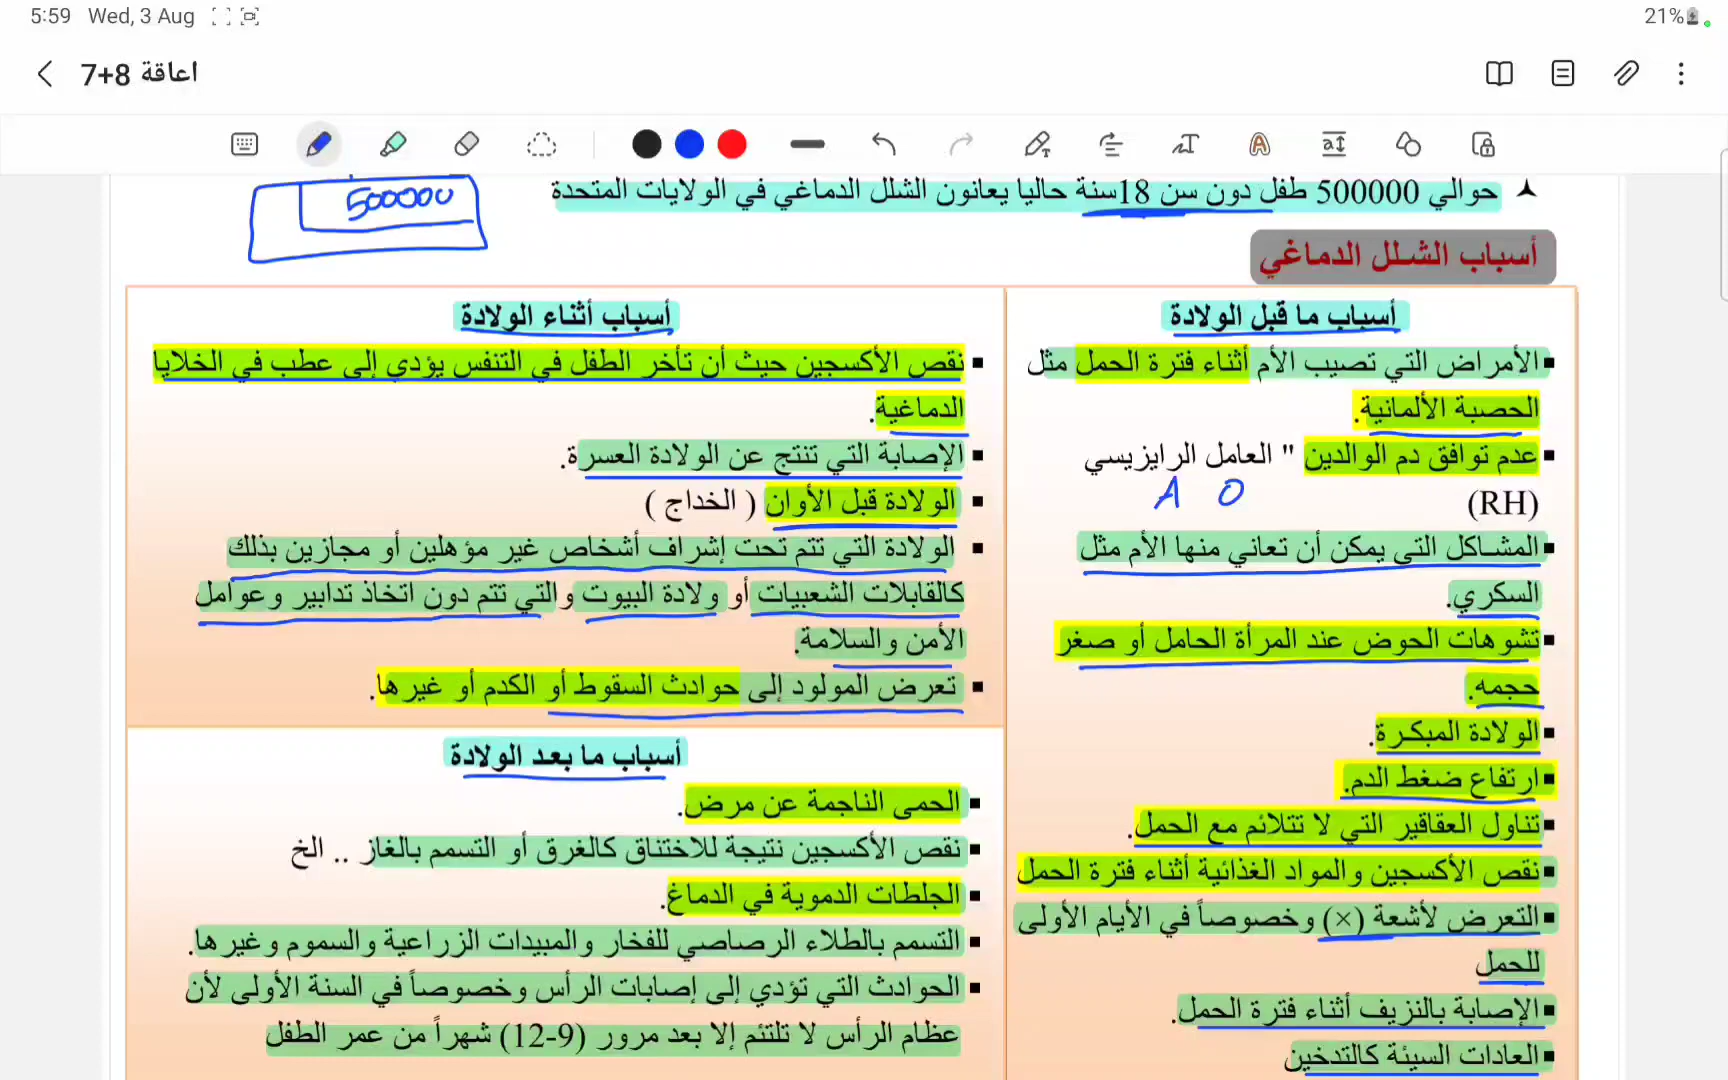 5:59 Wed, 3 Aug
21%
اعاقة 7+8
حوالي 500000 طفل دون سن 18سنة حاليا يعانون الشلل الدماغي في الولايات المتحدة
500000
أسباب الشلل الدماغي
أسباب ما قبل الولادة
▪الأمراض التي تصيب الأم أثناء فترة الحمل مثل
الحصبة الألمانية.
▪عدم توافق دم الوالدين " العامل الرايزيسي
A O
(RH)
▪المشاكل التي يمكن أن تعاني منها الأم مثل
السكري.
▪تشوهات الحوض عند المرأة الحامل أو صغر
حجمه.
▪الولادة المبكرة.
▪ارتفاع ضغط الدم.
▪تناول العقاقير التي لا تتلائم مع الحمل.
▪نقص الأكسجين والمواد الغذائية أثناء فترة الحمل
▪التعرض لأشعة (×) وخصوصاً في الأيام الأولى
للحمل
▪الإصابة بالنزيف أثناء فترة الحمل.
▪العادات السيئة كالتدخين
أسباب أثناء الولادة
▪ نقص الأكسجين حيث أن تأخر الطفل في التنفس يؤدي إلى عطب في الخلايا
الدماغية.
▪ الإصابة التي تنتج عن الولادة العسرة.
▪ الولادة قبل الأوان ( الخداج )
▪ الولادة التي تتم تحت إشراف أشخاص غير مؤهلين أو مجازين بذلك
كالقابلات الشعبيات أو ولادة البيوت والتي تتم دون اتخاذ تدابير وعوامل
الأمن والسلامة.
▪ تعرض المولود إلى حوادث السقوط أو الكدم أو غيرها.
أسباب ما بعد الولادة
▪ الحمى الناجمة عن مرض.
▪ نقص الأكسجين نتيجة للاختناق كالغرق أو التسمم بالغاز .. الخ
▪ الجلطات الدموية في الدماغ.
▪ التسمم بالطلاء الرصاصي للفخار والمبيدات الزراعية والسموم وغيرها.
▪ الحوادث التي تؤدي إلى إصابات الرأس وخصوصاً في السنة الأولى لأن
عظام الرأس لا تلتئم إلا بعد مرور (9-12) شهراً من عمر الطفل